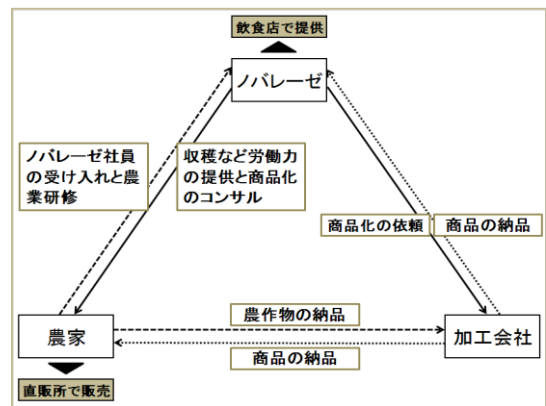 飲食店で提供
ノバレーゼ
ノバレーゼ社員
の受け入れと農
業研修
収穫など労働力
の提供と商品化
のコンサル
商品化の依頼
商品の納品
農家
農作物の納品
加工会社
商品の納品
直販所で販売